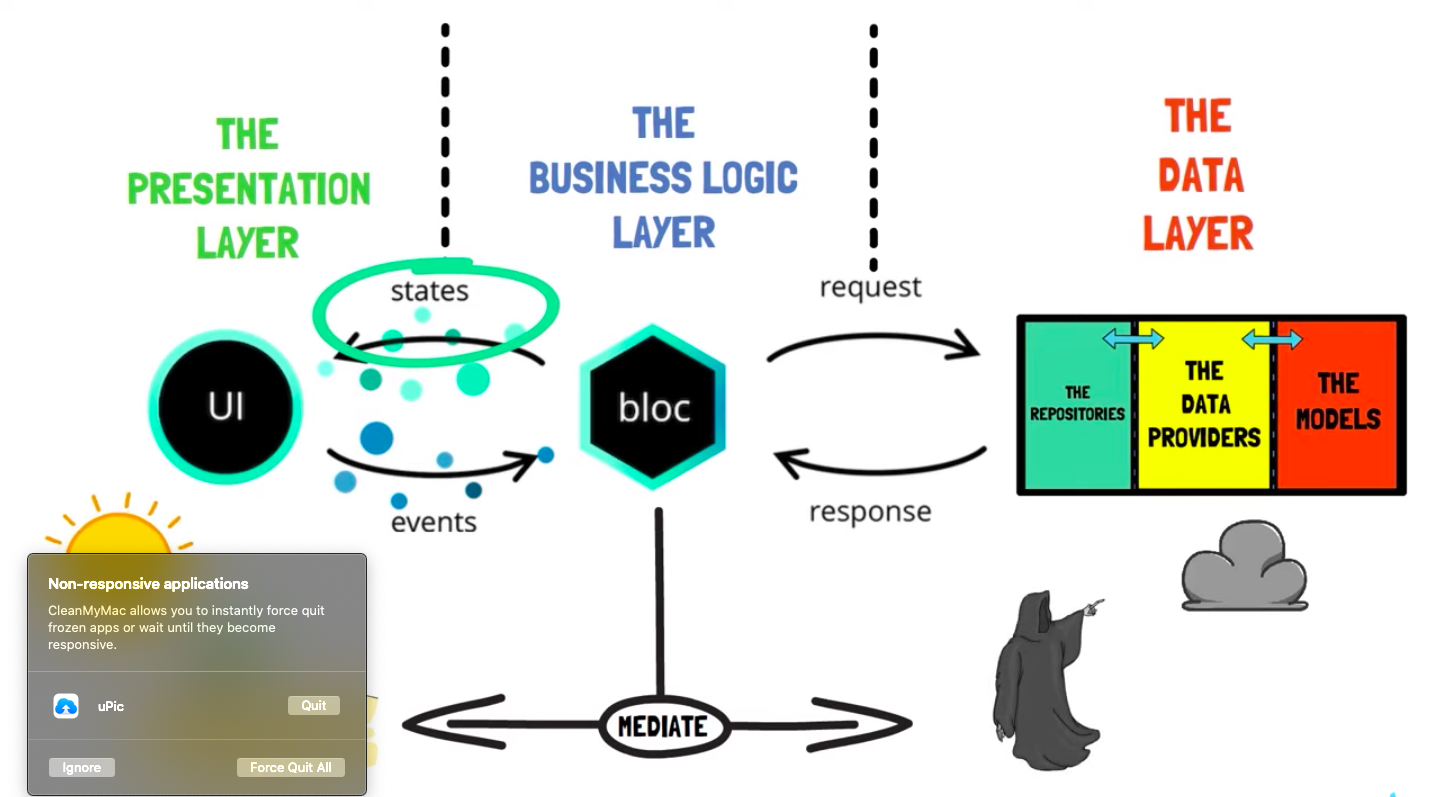 THE
PRESENTATION
LAYER
THE
BUSINESS LOGIC
LAYER
THE
DATA
LAYER
states
request
UI
bloc
THE
REPOSITORIES
THE
DATA
PROVIDERS
THE
MODELS
events
response
MEDIATE
Non-responsive applications
CleanMyMac allows you to instantly force quit
frozen apps or wait until they become
responsive.
uPic
Quit
Ignore
Force Quit All